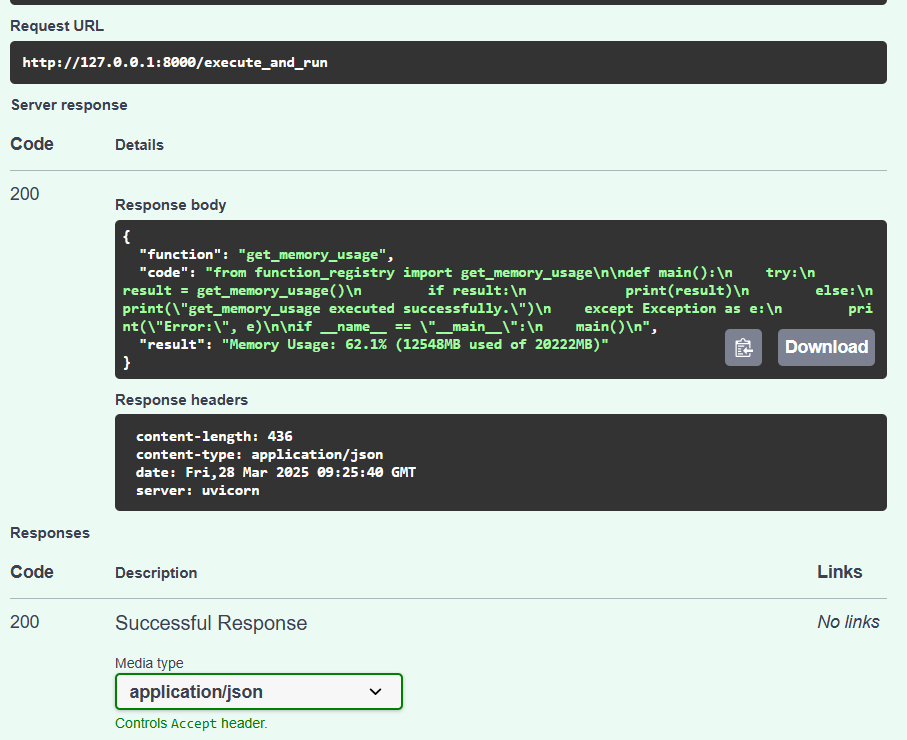 Request URL
http://127.0.0.1:8000/execute_and_run
Server response
Code Details
200
Response body
{
  "function": "get_memory_usage",
  "code": "from function_registry import get_memory_usage\n\ndef main():\n    try:\n
result = get_memory_usage()\n        if result:\n            print(result)\n        else:\n
print(\"get_memory_usage executed successfully.\")\n    except Exception as e:\n        pri
nt(\"Error:\", e)\n\nif __name__ == \"__main__\":\n    main()\n",
  "result": "Memory Usage: 62.1% (12548MB used of 20222MB)"
}
Download
Response headers
content-length: 436
content-type: application/json
date: Fri,28 Mar 2025 09:25:40 GMT
server: uvicorn
Responses
Code Description Links
200 Successful Response No links
Media type
application/json
Controls Accept header.